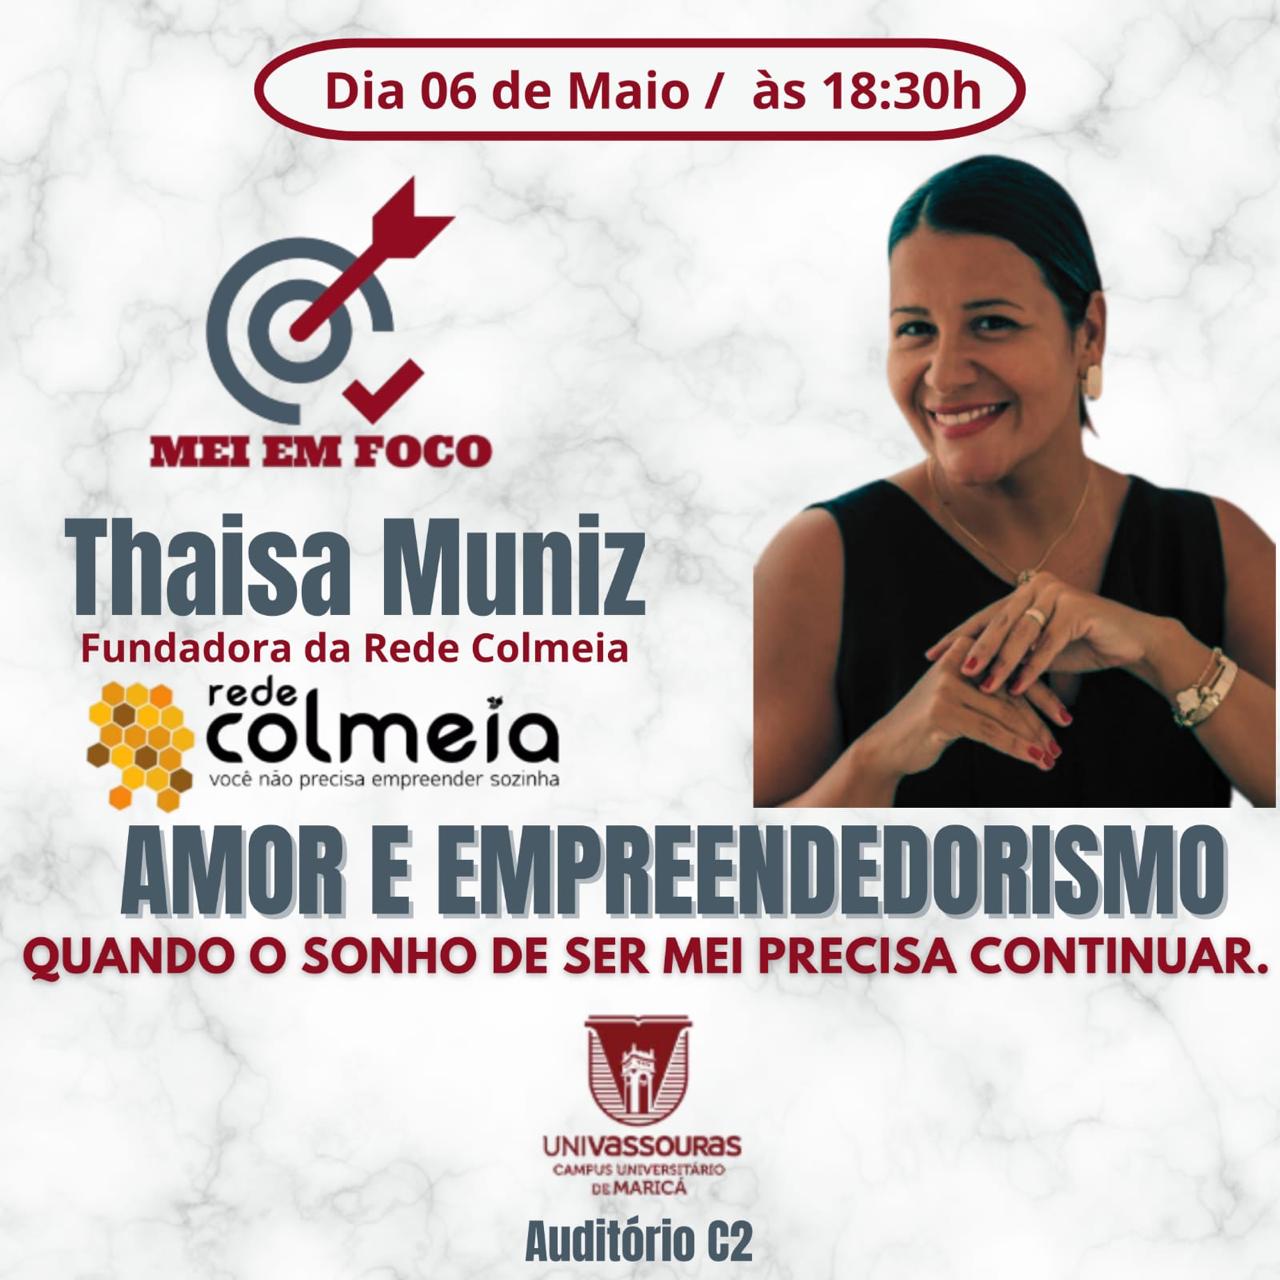 Dia 06 de Maio / às 18:30h
MEI EM FOCO
Thaisa Muniz
Fundadora da Rede Colmeia
rede
colmeia
você não precisa empreender sozinha
AMOR E EMPREENDEDORISMO
QUANDO O SONHO DE SER MEI PRECISA CONTINUAR.
UNIVASSOURAS
CAMPUS UNIVERSITÁRIO
DE MARICÁ
Auditório C2